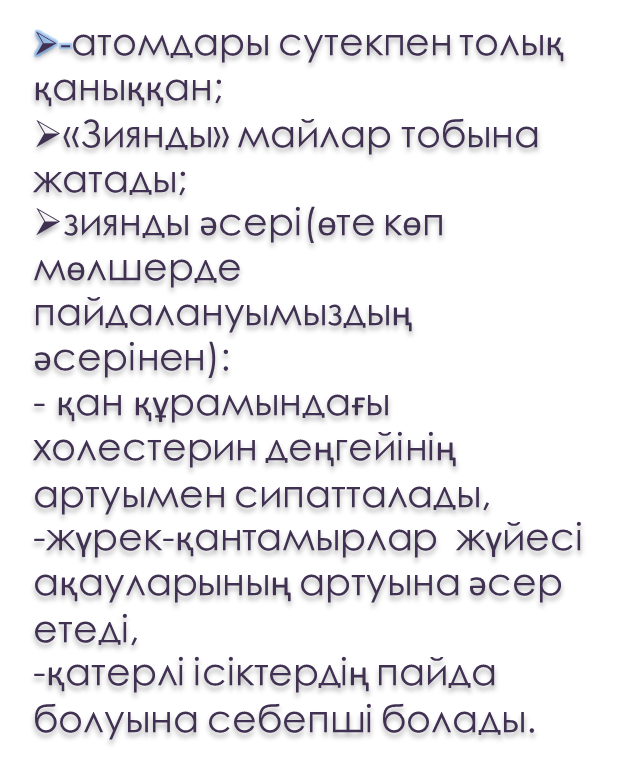 ➢-атомдары сутекпен толық
қаныққан;
➢«Зиянды» майлар тобына
жатады;
➢зиянды әсері(өте көп
мөлшерде
пайдалануымыздың
әсерінен):
- қан құрамындағы
холестерин деңгейінің
артуымен сипатталады,
-жүрек-қантамырлар  жүйесі
ақауларының артуына әсер
етеді,
-қатерлі ісіктердің пайда
болуына себепші болады.